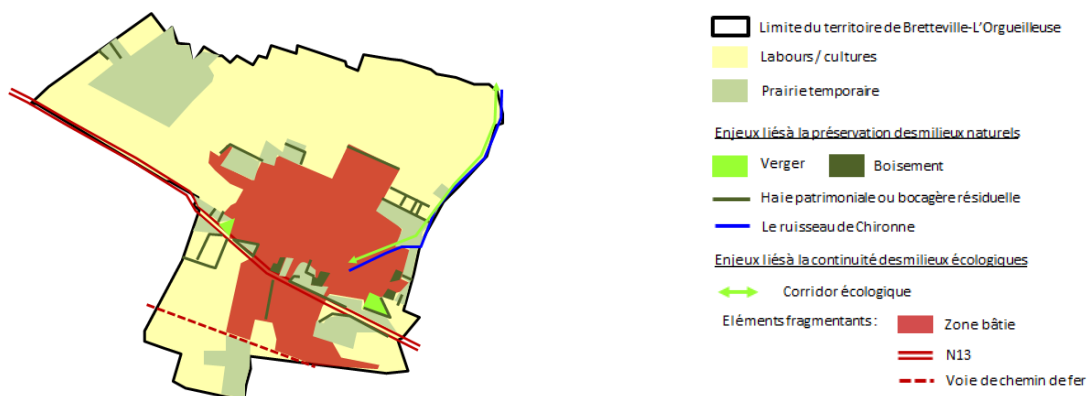 Limite du territoire de Bretteville-L'Orgueilleuse
Labours / cultures
Prairie temporaire
Enjeux liés à la préservation des milieux naturels
Verger
Boisement
Haie patrimoniale ou bocagère résiduelle
Le ruisseau de Chironne
Enjeux liés à la continuité des milieux écologiques
Corridor écologique
Eléments fragmentants :
Zone bâtie
N13
Voie de chemin de fer